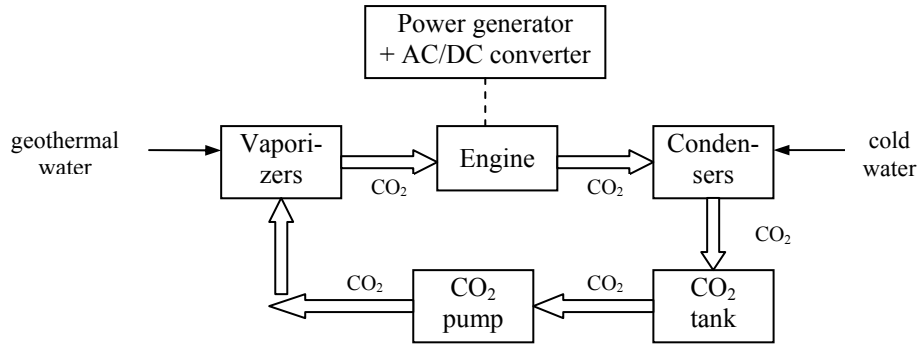 Power generator
+ AC/DC converter
geothermal
water
Vapori-
zers
CO₂
Engine
CO₂
Conden-
sers
cold
water
CO₂
CO₂
CO₂
pump
CO₂
CO₂
tank